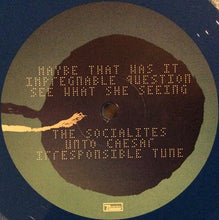 MAYBE THAT WAS IT
IMPREGNABLE QUESTION
SEE WHAT SHE SEEING
THE SOCIALITES
UNTO CAESAR
IRRESPONSIBLE TUNE